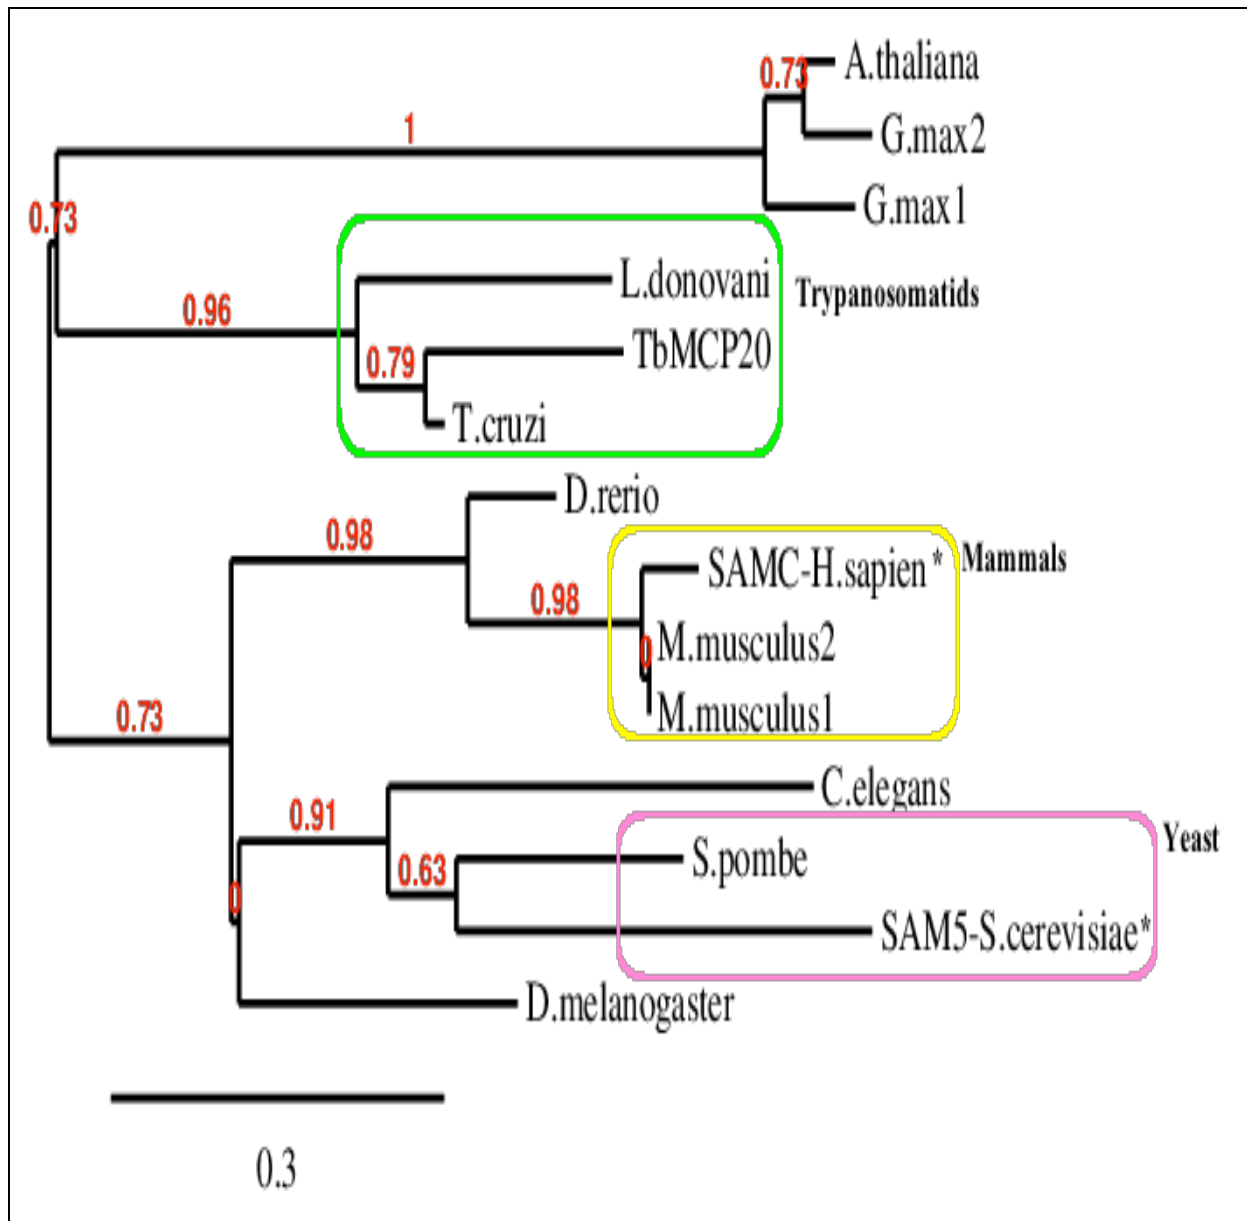 A.thaliana
0.73
G.max2
1
G.max1
0.73
L.donovani
Trypanosomatids
0.96
TbMCP20
0.79
T.cruzi
D.rerio
0.98
SAMC-H.sapien*
Mammals
0.98
M.musculus2
0
M.musculus1
0.73
C.elegans
0.91
Yeast
S.pombe
0.63
0
SAM5-S.cerevisiae*
D.melanogaster
0.3